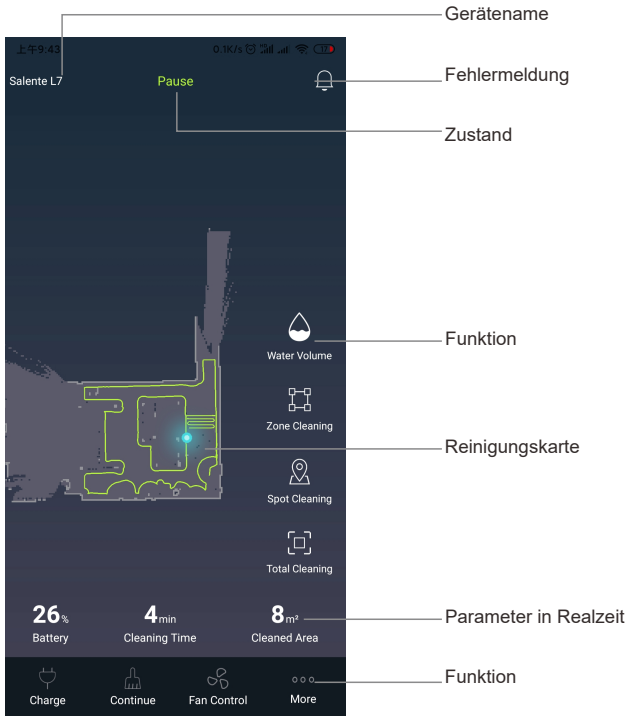 Gerätename
上午9:43
0.1K/s
Salente L7
Pause
Fehlermeldung
Zustand
Water Volume
Funktion
Zone Cleaning
Reinigungskarte
Spot Cleaning
Total Cleaning
26% 4min 8m²
Battery Cleaning Time Cleaned Area
Parameter in Realzeit
Charge Continue Fan Control More
Funktion